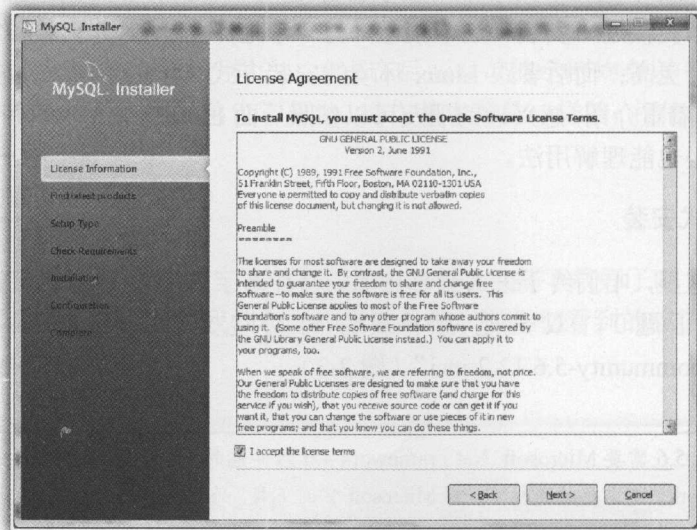 MySQL Installer
MySQL. Installer
License Information
Find latest products
Setup Type
Check Requirements
Installation
Configuration
Complete
License Agreement
To install MySQL, you must accept the Oracle Software License Terms.
GNU GENERAL PUBLIC LICENSE
Version 2, June 1991
Copyright (C) 1989, 1991 Free Software Foundation, Inc.,
51 Franklin Street, Fifth Floor, Boston, MA 02110-1301 USA
Everyone is permitted to copy and distribute verbatim copies
of this license document, but changing it is not allowed.
Preamble
========
The licenses for most software are designed to take away your freedom
to share and change it. By contrast, the GNU General Public License is
intended to guarantee your freedom to share and change free
software--to make sure the software is free for all its users. This
General Public License applies to most of the Free Software
Foundation's software and to any other program whose authors commit to
using it. (Some other Free Software Foundation software is covered by
the GNU Library General Public License instead.) You can apply it to
your programs, too.
When we speak of free software, we are referring to freedom, not price.
Our General Public Licenses are designed to make sure that you have
the freedom to distribute copies of free software (and charge for this
service if you wish), that you receive source code or can get it if you
want it, that you can change the software or use pieces of it in new
free programs; and that you know you can do these things.
I accept the license terms
< Back
Next >
Cancel